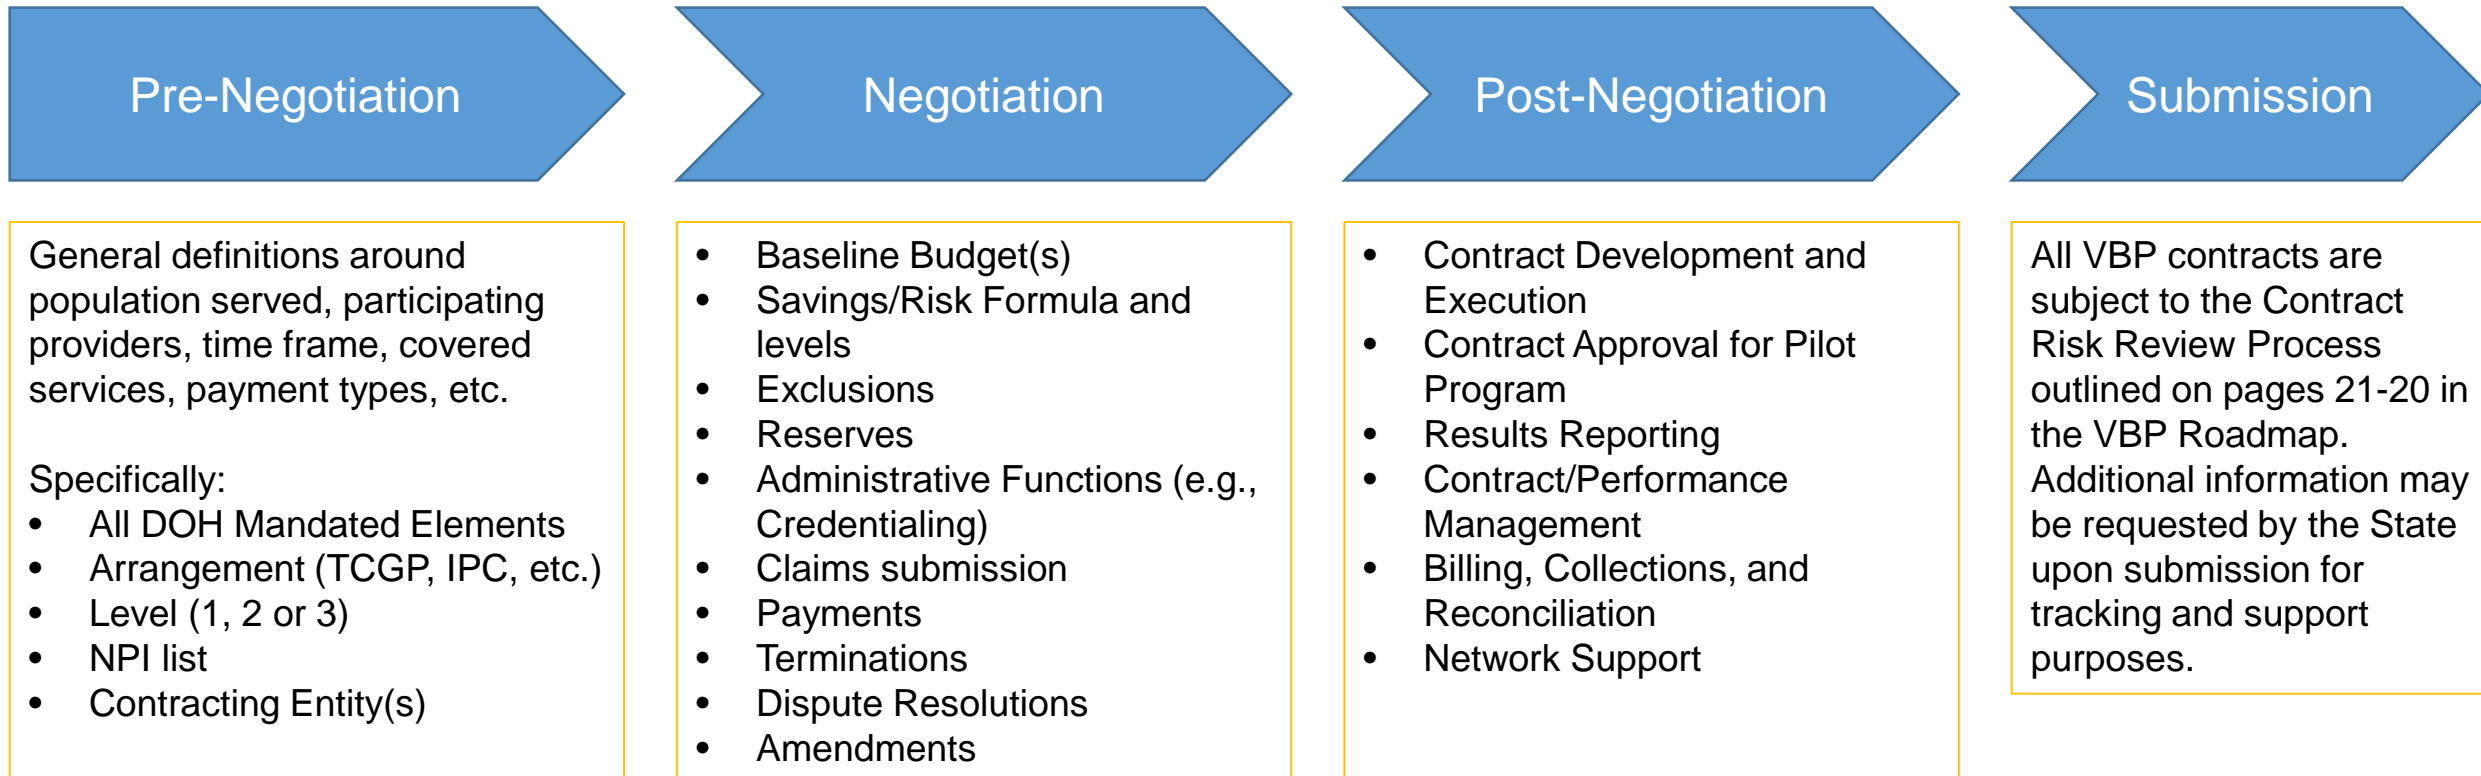 Pre-Negotiation
Negotiation
Post-Negotiation
Submission
General definitions around
population served, participating
providers, time frame, covered
services, payment types, etc.
Specifically:
• All DOH Mandated Elements
• Arrangement (TCGP, IPC, etc.)
• Level (1, 2 or 3)
• NPI list
• Contracting Entity(s)
• Baseline Budget(s)
• Savings/Risk Formula and
levels
• Exclusions
• Reserves
• Administrative Functions (e.g.,
Credentialing)
• Claims submission
• Payments
• Terminations
• Dispute Resolutions
• Amendments
• Contract Development and
Execution
• Contract Approval for Pilot
Program
• Results Reporting
• Contract/Performance
Management
• Billing, Collections, and
Reconciliation
• Network Support
All VBP contracts are
subject to the Contract
Risk Review Process
outlined on pages 21-20 in
the VBP Roadmap.
Additional information may
be requested by the State
upon submission for
tracking and support
purposes.